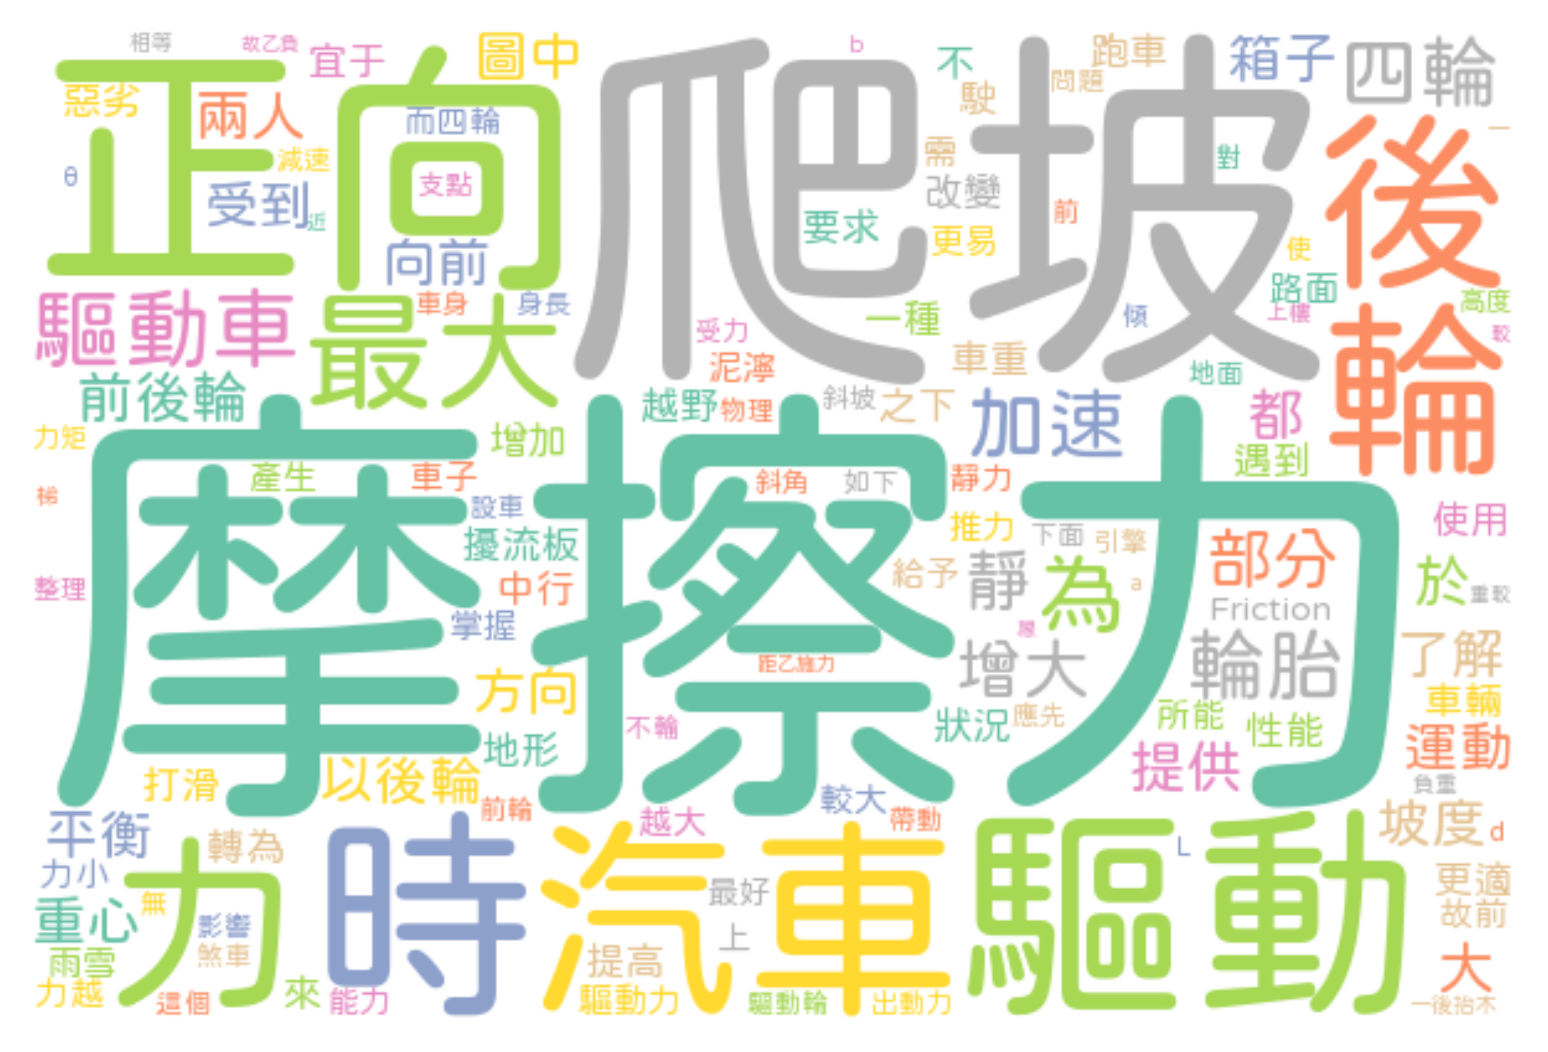 相等
故乙負
宜于
圖中
b
不
跑車
箱子
四輪
惡劣
兩人
正向
爬坡
後輪
而四輪
駛
問題
一
減速
θ
受到
近
支點
需
改變
對
要求
前
向前
更易
使
路面
驅動車
最大
車身
身長
一種
傾
上樓
高度
較
受力
泥濘
車重
地面
前後輪
越野
物理
斜坡
之下
加速
都
力矩
增加
遇到
摩擦力
產生
車子
斜角
如下
靜力
梯
設車
推力
下面
引擎
使用
擾流板
部分
整理
中行
給予
靜
為
a
於
重較
掌握
Friction
方向
距乙施力
增大
輪胎
了解
車輛
不輪
狀況
應先
所能
性能
地形
運動
打滑
以後輪
提供
負重
前輪
越大
較大
帶動
平衡
坡度
d
轉為
力
時
汽車
驅動
L
力小
最好
更適
無
重心
影響
上
故前
雨雪
煞車
提高
大
力越
這個
來
能力
驅動力
驅動輪
出動力
一後抬木